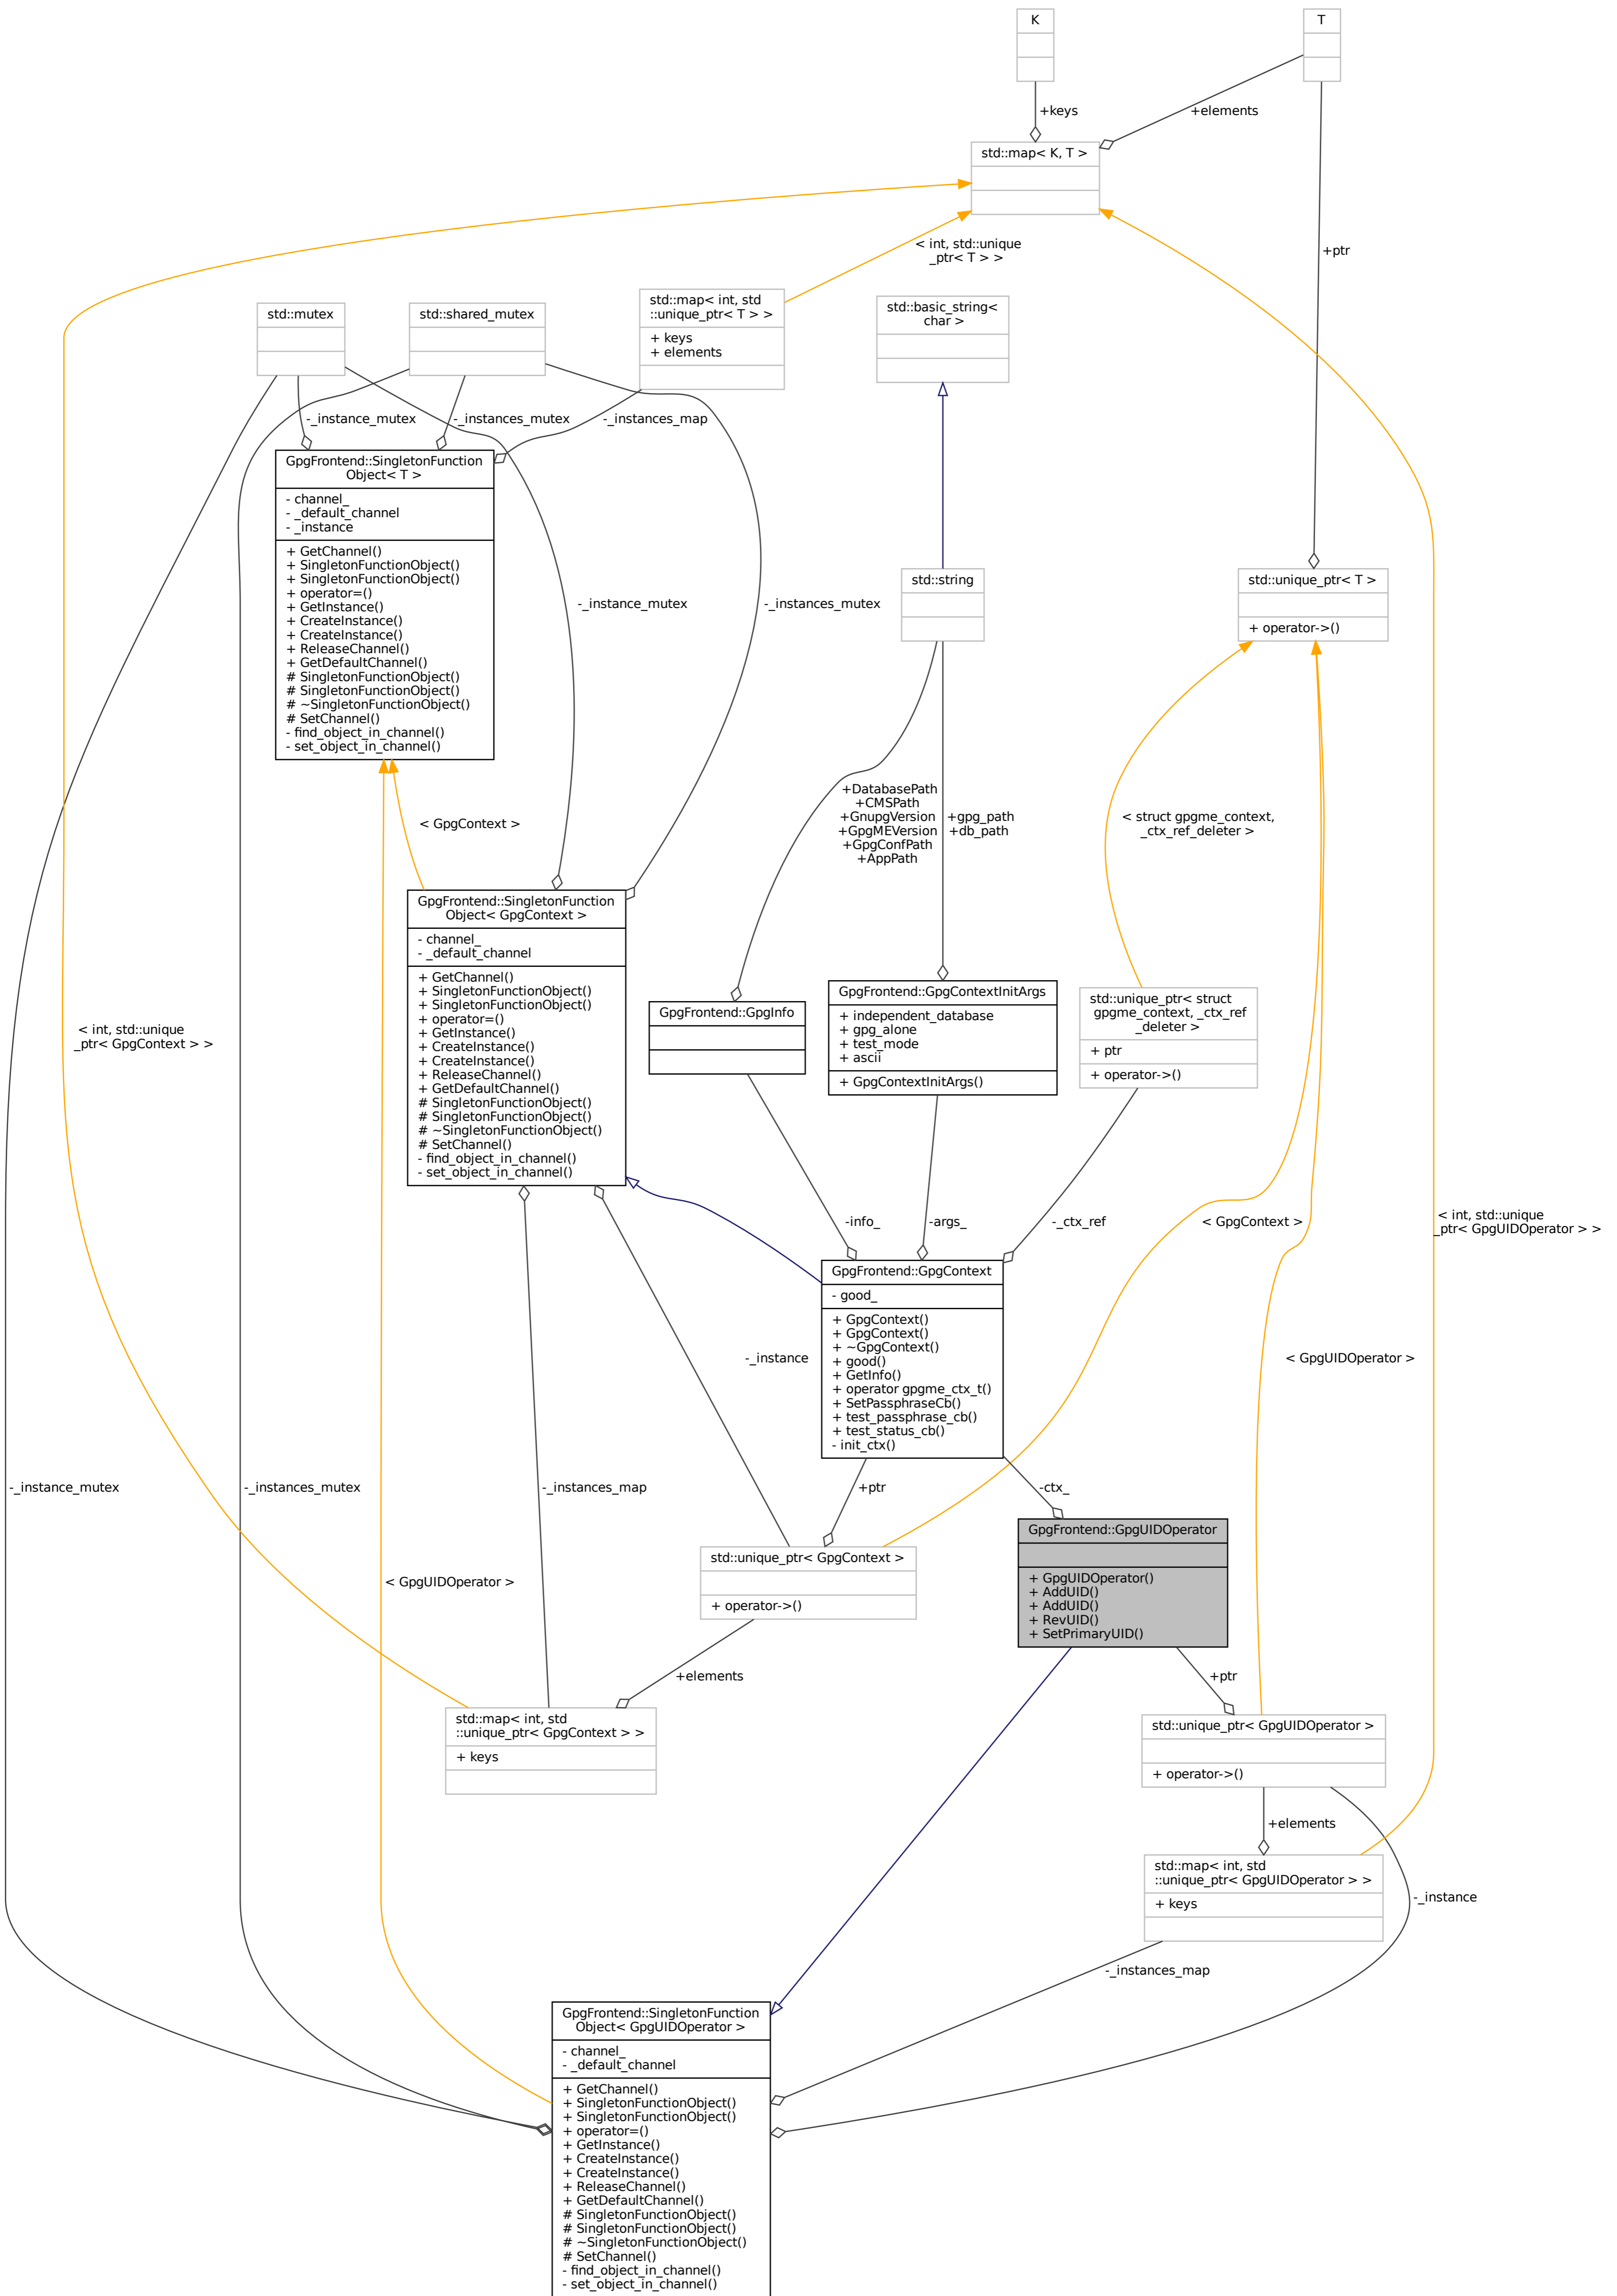 K
T
+keys
+elements
std::map< K, T >
< int, std::unique
_ptr< T > >
+ptr
std::mutex
std::shared_mutex
std::map< int, std
::unique_ptr< T > >
+ keys
+ elements
std::basic_string<
char >
-_instance_mutex
-_instances_mutex
-_instances_map
GpgFrontend::SingletonFunction
Object< T >
- channel_
- _default_channel
- _instance
+ GetChannel()
+ SingletonFunctionObject()
+ SingletonFunctionObject()
+ operator=()
+ GetInstance()
+ CreateInstance()
+ CreateInstance()
+ ReleaseChannel()
+ GetDefaultChannel()
# SingletonFunctionObject()
# SingletonFunctionObject()
# ~SingletonFunctionObject()
# SetChannel()
- find_object_in_channel()
- set_object_in_channel()
-_instance_mutex
-_instances_mutex
std::string
std::unique_ptr< T >
+ operator->()
< GpgContext >
+DatabasePath
+CMSPath
+GnupgVersion
+GpgMEVersion
+GpgConfPath
+AppPath
+gpg_path
+db_path
< struct gpgme_context,
_ctx_ref_deleter >
GpgFrontend::SingletonFunction
Object< GpgContext >
- channel_
- _default_channel
+ GetChannel()
+ SingletonFunctionObject()
+ SingletonFunctionObject()
+ operator=()
+ GetInstance()
+ CreateInstance()
+ CreateInstance()
+ ReleaseChannel()
+ GetDefaultChannel()
# SingletonFunctionObject()
# SingletonFunctionObject()
# ~SingletonFunctionObject()
# SetChannel()
- find_object_in_channel()
- set_object_in_channel()
GpgFrontend::GpgInfo
GpgFrontend::GpgContextInitArgs
+ independent_database
+ gpg_alone
+ test_mode
+ ascii
+ GpgContextInitArgs()
std::unique_ptr< struct
gpgme_context, _ctx_ref
_deleter >
+ ptr
+ operator->()
< int, std::unique
_ptr< GpgContext > >
-info_
-args_
-_ctx_ref
< GpgContext >
< int, std::unique
_ptr< GpgUIDOperator > >
GpgFrontend::GpgContext
- good_
+ GpgContext()
+ GpgContext()
+ ~GpgContext()
+ good()
+ GetInfo()
+ operator gpgme_ctx_t()
+ SetPassphraseCb()
+ test_passphrase_cb()
+ test_status_cb()
- init_ctx()
-_instance
< GpgUIDOperator >
-_instance_mutex
-_instances_mutex
-_instances_map
+ptr
-ctx_
GpgFrontend::GpgUIDOperator
+ GpgUIDOperator()
+ AddUID()
+ AddUID()
+ RevUID()
+ SetPrimaryUID()
std::unique_ptr< GpgContext >
+ operator->()
< GpgUIDOperator >
+elements
+ptr
std::map< int, std
::unique_ptr< GpgContext > >
+ keys
std::unique_ptr< GpgUIDOperator >
+ operator->()
+elements
std::map< int, std
::unique_ptr< GpgUIDOperator > >
+ keys
-_instance
-_instances_map
GpgFrontend::SingletonFunction
Object< GpgUIDOperator >
- channel_
- _default_channel
+ GetChannel()
+ SingletonFunctionObject()
+ SingletonFunctionObject()
+ operator=()
+ GetInstance()
+ CreateInstance()
+ CreateInstance()
+ ReleaseChannel()
+ GetDefaultChannel()
# SingletonFunctionObject()
# SingletonFunctionObject()
# ~SingletonFunctionObject()
# SetChannel()
- find_object_in_channel()
- set_object_in_channel()